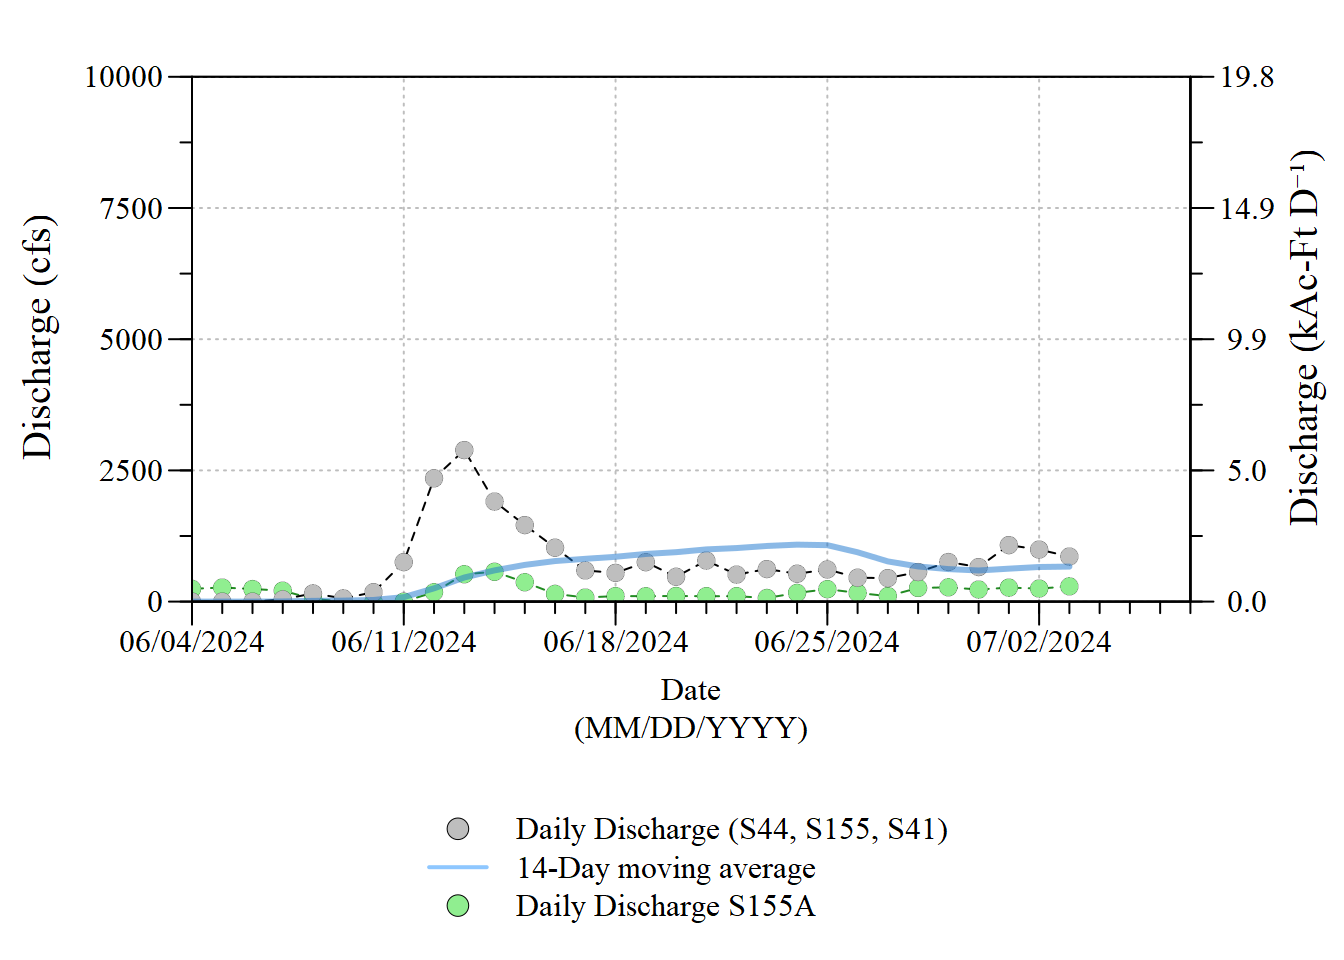 10000
7500
5000
2500
0
Discharge (cfs)
19.8
14.9
9.9
5.0
0.0
Discharge (kAc-Ft D⁻¹)
06/04/2024
06/11/2024
06/18/2024
06/25/2024
07/02/2024
Date
(MM/DD/YYYY)
Daily Discharge (S44, S155, S41)
14-Day moving average
Daily Discharge S155A